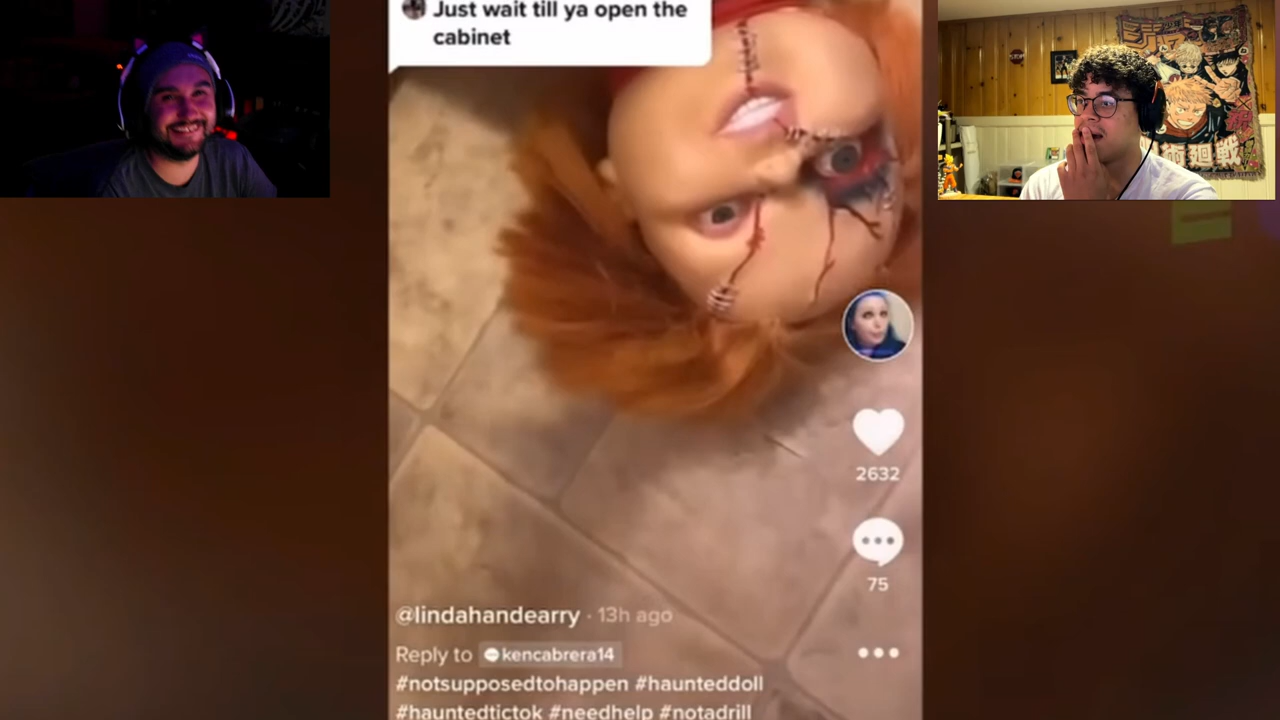 Just wait till ya open the
cabinet
2632
75
@lindahandearry · 13h ago
Reply to kencabrera14
#notsupposedtohappen #haunteddoll
#hauntedtictok #needhelp #notadrill